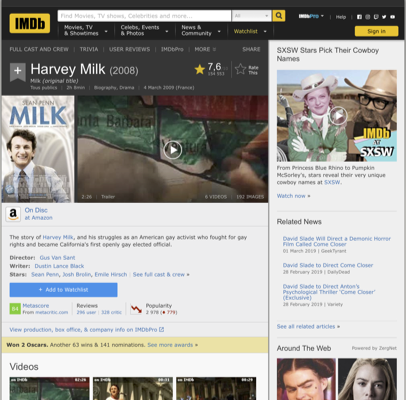 IMDb
Find Movies, TV shows, Celebrities and more...
All
IMDbPro
Help
Movies, TV & Showtimes
Celebs, Events & Photos
News & Community
Watchlist
Sign in
FULL CAST AND CREW | TRIVIA | USER REVIEWS | IMDbPro | MORE
SHARE
Harvey Milk (2008)
Milk (original title)
Tous publics | 2h 8min | Biography, Drama | 4 March 2009 (France)
7,6
Rate This
SEAN PENN
MILK
ta Barbara
2:26 | Trailer
6 VIDEOS | 192 IMAGES
On Disc
at Amazon
The story of Harvey Milk, and his struggles as an American gay activist who fought for gay
rights and became California's first openly gay elected official.
Director: Gus Van Sant
Writer: Dustin Lance Black
Stars: Sean Penn, Josh Brolin, Emile Hirsch | See full cast & crew »
+ Add to Watchlist
Metascore
From metacritic.com
Reviews
296 user | 328 critic
Popularity
2 978 (779)
View production, box office, & company info on IMDbPro
Won 2 Oscars. Another 63 wins & 141 nominations. See more awards »
Videos
SXSW Stars Pick Their Cowboy
Names
IMDb
at
SXSW
From Princess Blue Rhino to Pumpkin
McSorley's, stars reveal their very unique
cowboy names at SXSW.
Watch now »
Related News
David Slade Will Direct a Demonic Horror
Film Called Come Closer
01 March 2019 | GeekTyrant
David Slade to Direct Come Closer
28 February 2019 | DailyDead
David Slade to Direct Anton's
Psychological Thriller 'Come Closer'
(Exclusive)
28 February 2019 | Variety
See all related articles »
Around The Web
Powered by ZergNet